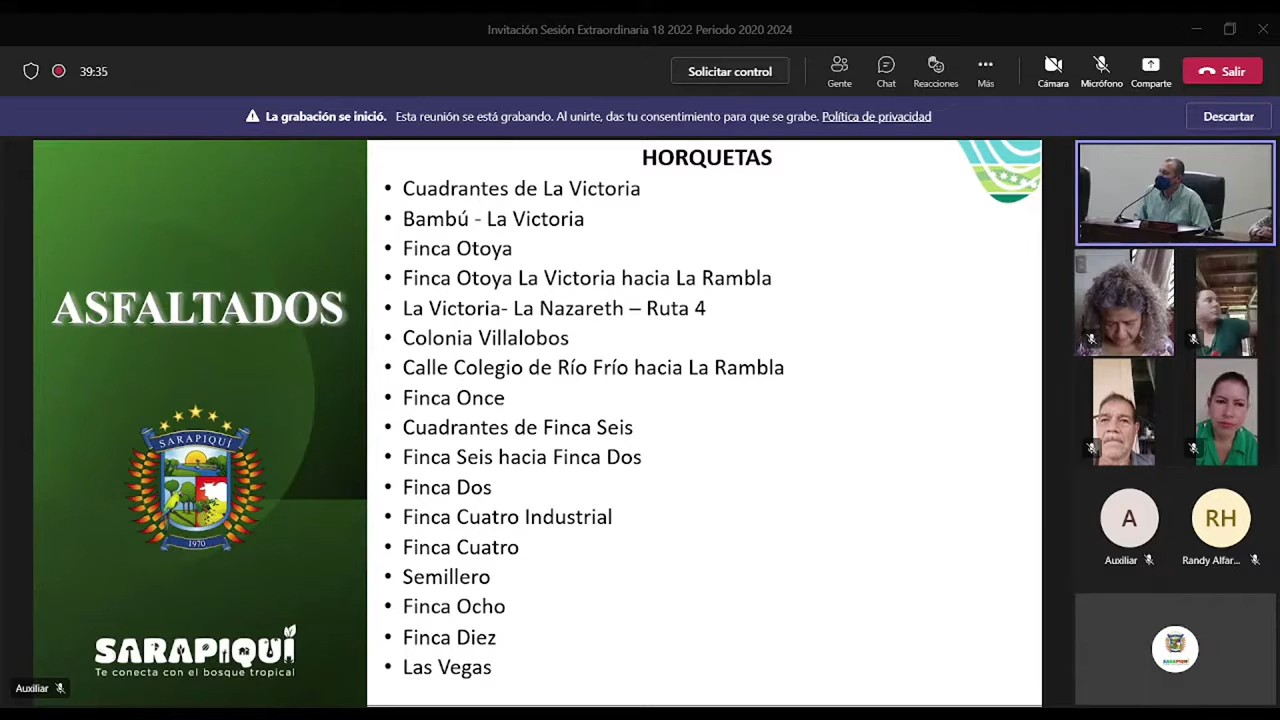 Invitación Sesión Extraordinaria 18 2022 Periodo 2020 2024
39:35
Solicitar control
Gente
Chat
Reacciones
Más
Cámara
Micrófono
Comparte
Salir
La grabación se inició. Esta reunión se está grabando. Al unirte, das tu consentimiento para que se grabe. Política de privacidad
Descartar
ASFALTADOS
SARAPIQUÍ
1970
SARAPIQUÍ
Te conecta con el bosque tropical
Auxiliar
HORQUETAS
• Cuadrantes de La Victoria
• Bambú - La Victoria
• Finca Otoya
• Finca Otoya La Victoria hacia La Rambla
• La Victoria- La Nazareth – Ruta 4
• Colonia Villalobos
• Calle Colegio de Río Frío hacia La Rambla
• Finca Once
• Cuadrantes de Finca Seis
• Finca Seis hacia Finca Dos
• Finca Dos
• Finca Cuatro Industrial
• Finca Cuatro
• Semillero
• Finca Ocho
• Finca Diez
• Las Vegas
A
Auxiliar
RH
Randy Alfar...